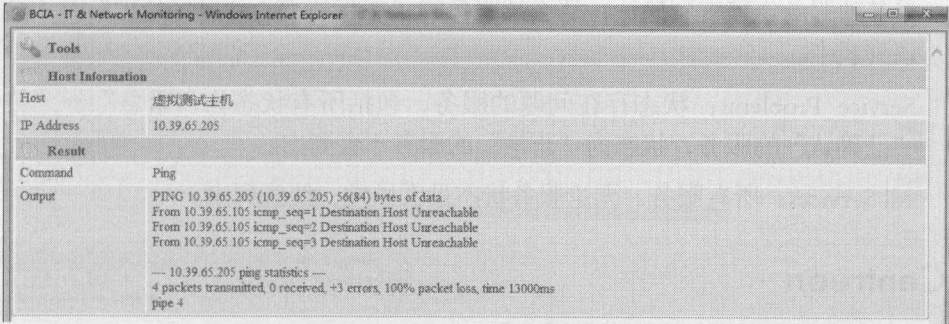 BCIA - IT & Network Monitoring - Windows Internet Explorer
Tools
Host Information
Host 虚拟测试主机
IP Address 10.39.65.205
Result
Command Ping
Output PING 10.39.65.205 (10.39.65.205) 56(84) bytes of data.
From 10.39.65.105 icmp_seq=1 Destination Host Unreachable
From 10.39.65.105 icmp_seq=2 Destination Host Unreachable
From 10.39.65.105 icmp_seq=3 Destination Host Unreachable
--- 10.39.65.205 ping statistics ---
4 packets transmitted, 0 received, +3 errors, 100% packet loss, time 13000ms
pipe 4